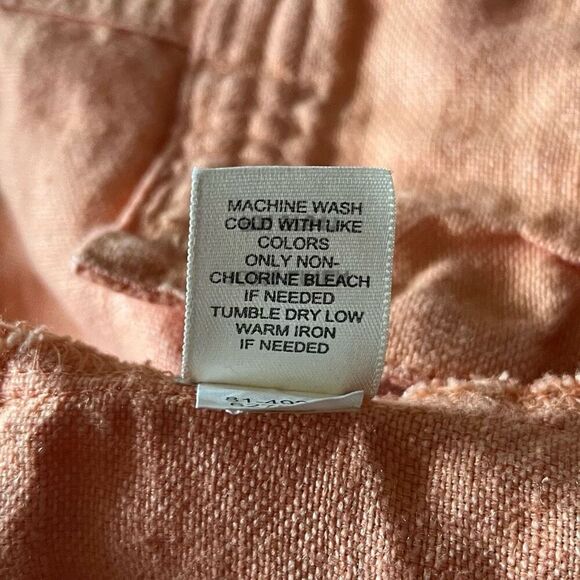 MACHINE WASH
COLD WITH LIKE
COLORS
ONLY NON-
CHLORINE BLEACH
IF NEEDED
TUMBLE DRY LOW
WARM IRON
IF NEEDED